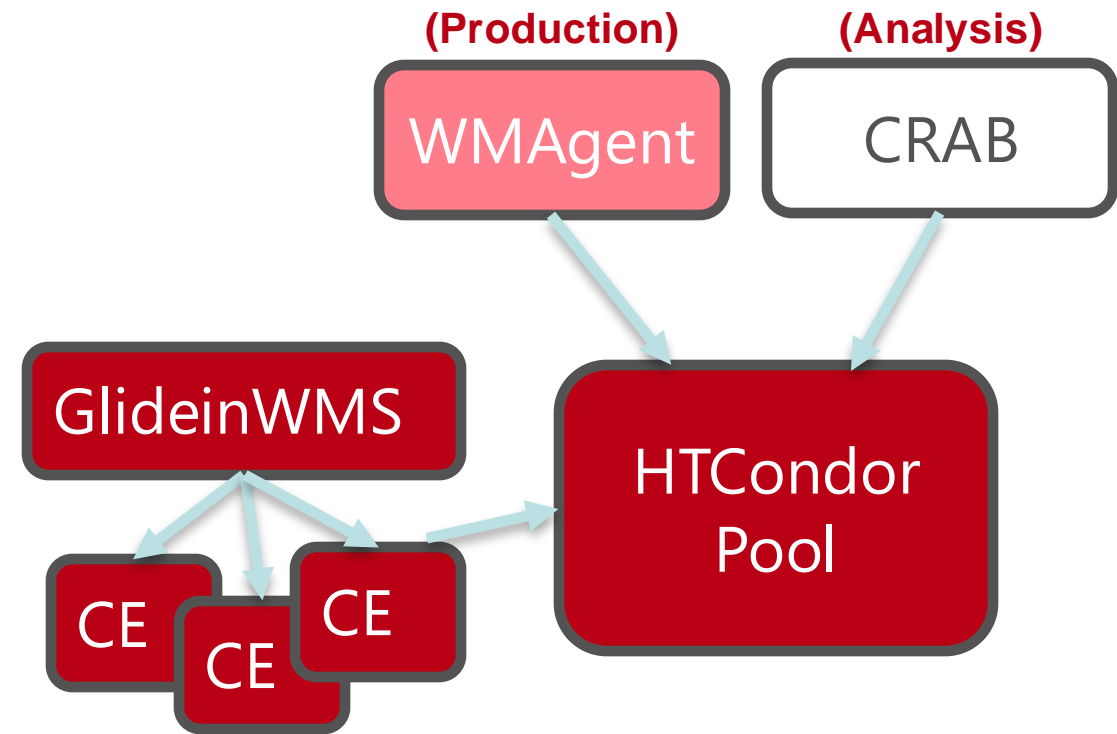 (Production)
(Analysis)
WMAgent
CRAB
GlideinWMS
HTCondor
Pool
CE
CE
CE